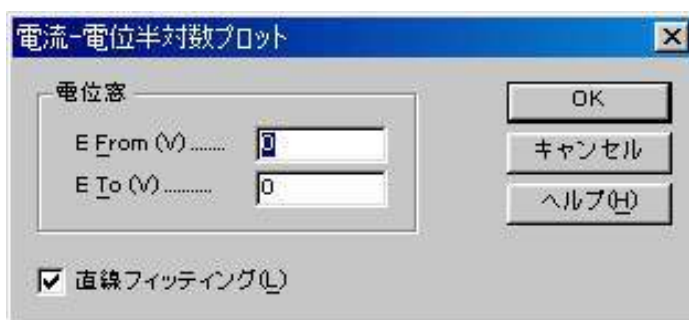 電流-電位半対数プロット
電位窓
E From (V) ....... 0
E To (V) .......... 0
直線フィッティング(L)
OK
キャンセル
ヘルプ(H)